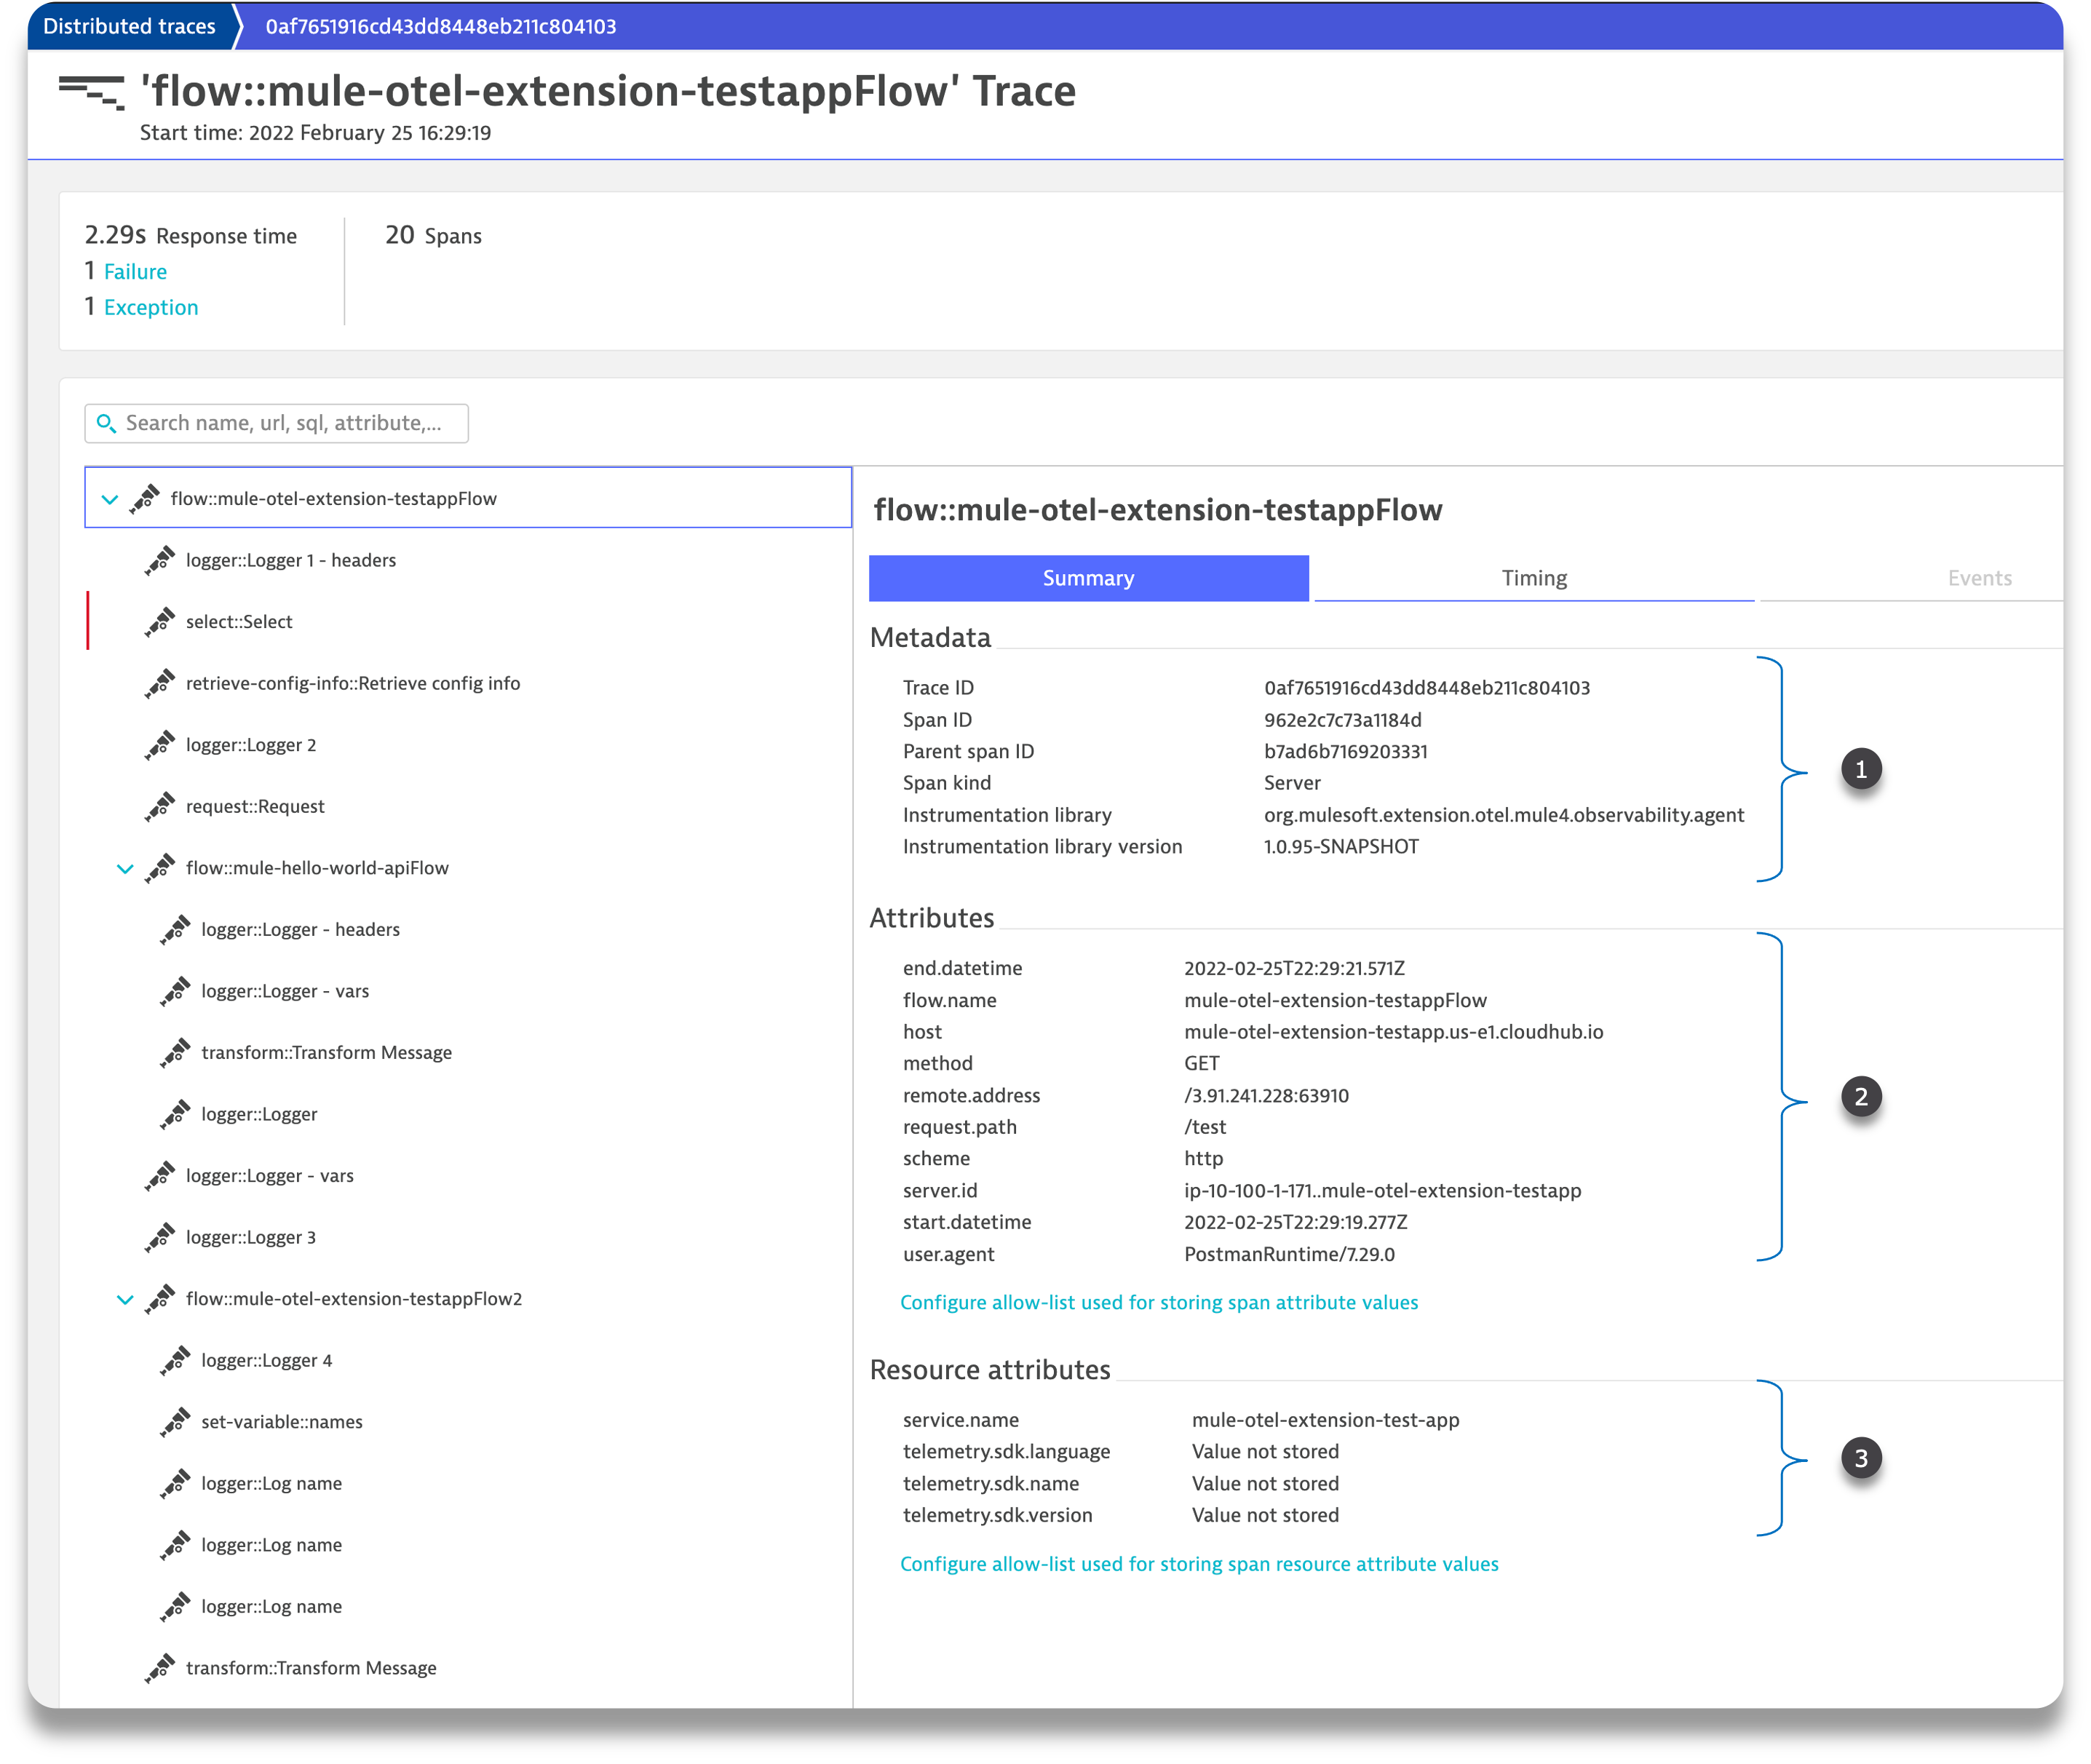 Distributed traces
0af7651916cd43dd8448eb211c804103
'flow::mule-otel-extension-testappFlow' Trace
Start time: 2022 February 25 16:29:19
2.29s Response time
20 Spans
1 Failure
1 Exception
Search name, url, sql, attribute,...
flow::mule-otel-extension-testappFlow
logger::Logger 1 - headers
select::Select
retrieve-config-info::Retrieve config info
logger::Logger 2
request::Request
flow::mule-hello-world-apiFlow
logger::Logger - headers
logger::Logger - vars
transform::Transform Message
logger::Logger
logger::Logger - vars
logger::Logger 3
flow::mule-otel-extension-testappFlow2
logger::Logger 4
set-variable::names
logger::Log name
logger::Log name
logger::Log name
transform::Transform Message
flow::mule-otel-extension-testappFlow
Summary Timing Events
Metadata
Trace ID 0af7651916cd43dd8448eb211c804103
Span ID 962e2c7c73a1184d
Parent span ID b7ad6b7169203331
Span kind Server
Instrumentation library org.mulesoft.extension.otel.mule4.observability.agent
Instrumentation library version 1.0.95-SNAPSHOT
1
Attributes
end.datetime 2022-02-25T22:29:21.571Z
flow.name mule-otel-extension-testappFlow
host mule-otel-extension-testapp.us-e1.cloudhub.io
method GET
remote.address /3.91.241.228:63910
request.path /test
scheme http
server.id ip-10-100-1-171..mule-otel-extension-testapp
start.datetime 2022-02-25T22:29:19.277Z
user.agent PostmanRuntime/7.29.0
2
Configure allow-list used for storing span attribute values
Resource attributes
service.name mule-otel-extension-test-app
telemetry.sdk.language Value not stored
telemetry.sdk.name Value not stored
telemetry.sdk.version Value not stored
3
Configure allow-list used for storing span resource attribute values